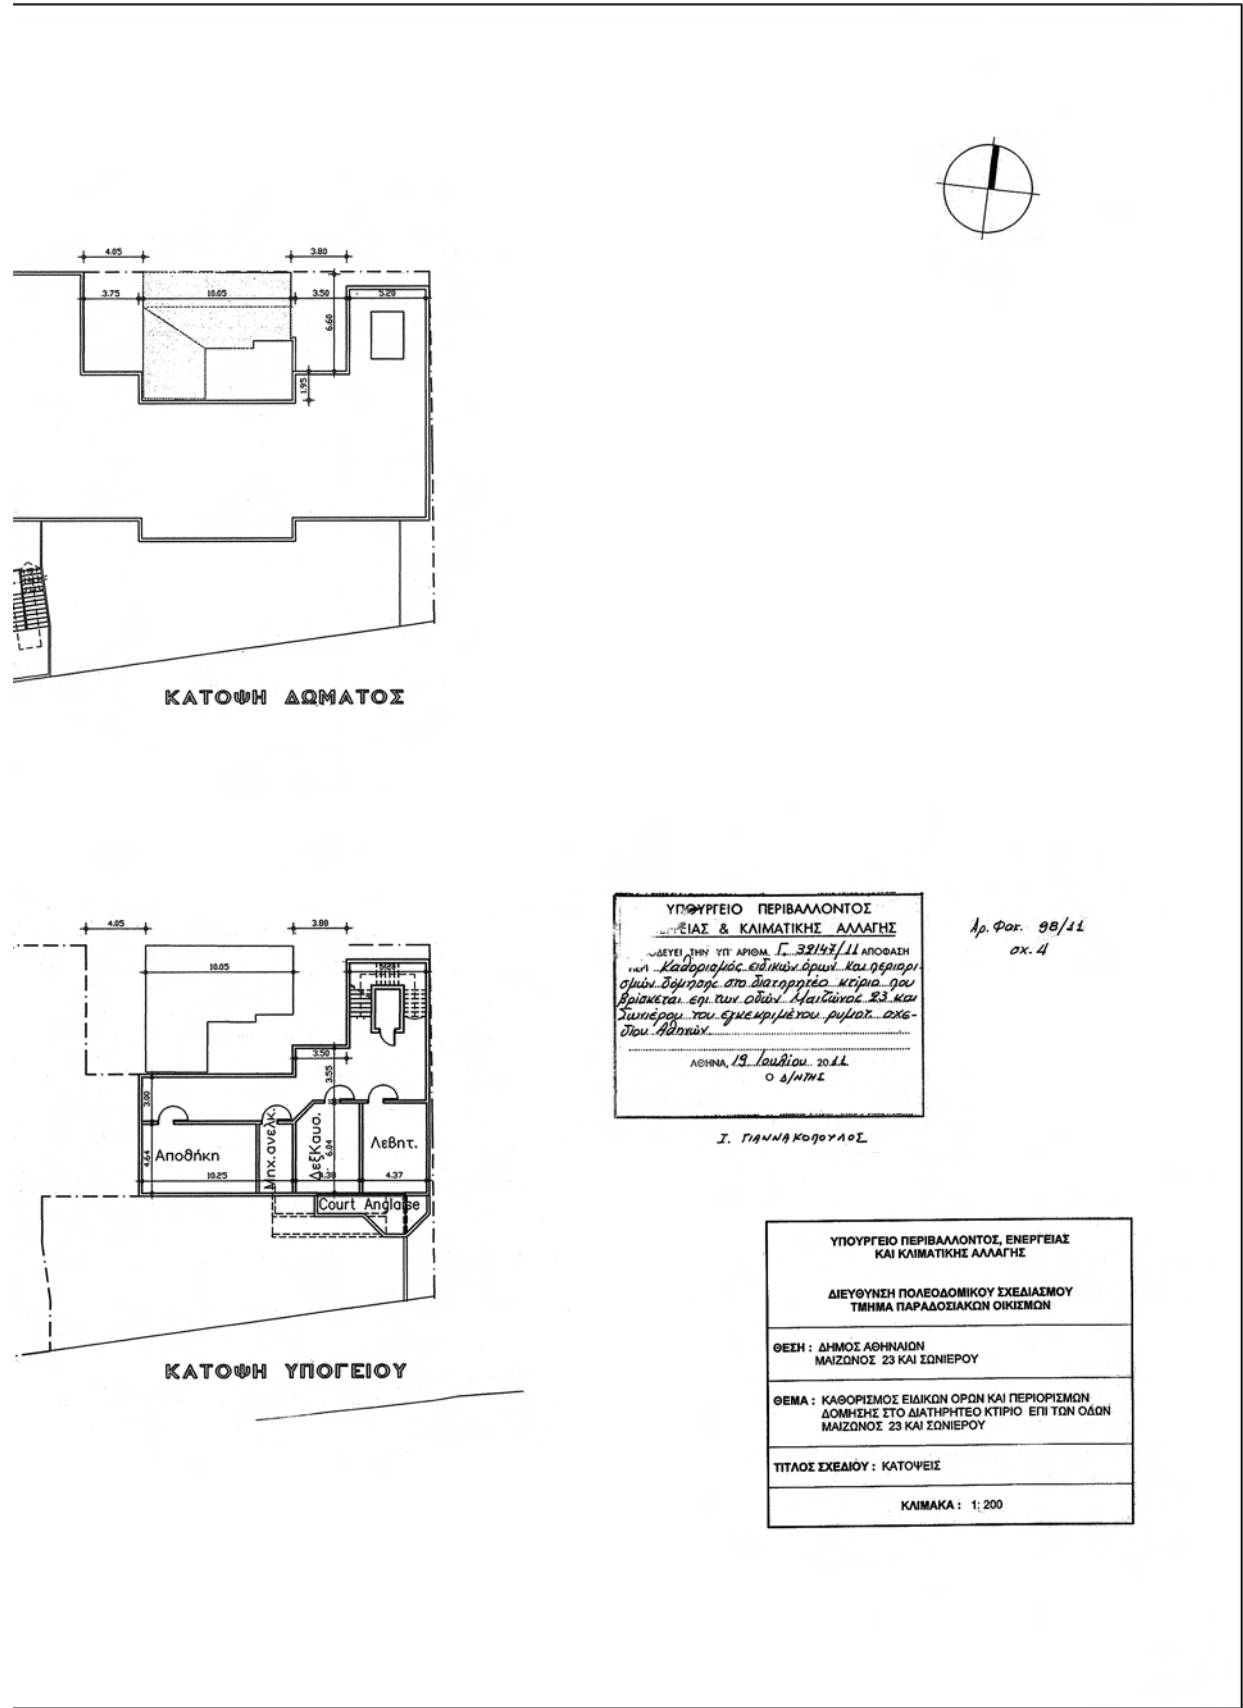 4.05
3.80
3.75
10.05
3.50
5.20
6.60
1.95
ΚΑΤΟΨΗ ΔΩΜΑΤΟΣ
4.05
3.80
10.05
3.50
3.55
3.00
Αποθήκη
4.64
10.25
Μηχ.ανελκ.
ΔεξΚαυσ.
6.04
4.38
Λεβητ.
4.37
Court Anglaise
ΚΑΤΟΨΗ ΥΠΟΓΕΙΟΥ
ΥΠΟΥΡΓΕΙΟ ΠΕΡΙΒΑΛΛΟΝΤΟΣ
ΕΙΑΣ & ΚΛΙΜΑΤΙΚΗΣ ΑΛΛΑΓΗΣ
ΟΔΕΥΕΙ ΤΗΝ ΥΠ' ΑΡΙΘΜ. Γ. 39147/11 ΑΠΟΦΑΣΗ
Καθορισμός ειδικών όρων και περιορι-
σμών δόμησης στο διατηρητέο κτίριο που
βρίσκεται επί των οδών Μαιζώνος 23 και
Σωνιέρου του εγκεκριμένου ρυμοτ. σχε-
δίου Αθηνών
ΑΘΗΝΑ, 19 Ιουλίου 2011
Ο Δ/ΝΤΗΣ
Ι. ΓΙΑΝΝΑΚΟΠΟΥΛΟΣ
Αρ. Φακ. 98/11
σχ. 4
ΥΠΟΥΡΓΕΙΟ ΠΕΡΙΒΑΛΛΟΝΤΟΣ, ΕΝΕΡΓΕΙΑΣ
ΚΑΙ ΚΛΙΜΑΤΙΚΗΣ ΑΛΛΑΓΗΣ
ΔΙΕΥΘΥΝΣΗ ΠΟΛΕΟΔΟΜΙΚΟΥ ΣΧΕΔΙΑΣΜΟΥ
ΤΜΗΜΑ ΠΑΡΑΔΟΣΙΑΚΩΝ ΟΙΚΙΣΜΩΝ
ΘΕΣΗ : ΔΗΜΟΣ ΑΘΗΝΑΙΩΝ
ΜΑΙΖΩΝΟΣ 23 ΚΑΙ ΣΩΝΙΕΡΟΥ
ΘΕΜΑ : ΚΑΘΟΡΙΣΜΟΣ ΕΙΔΙΚΩΝ ΟΡΩΝ ΚΑΙ ΠΕΡΙΟΡΙΣΜΩΝ
ΔΟΜΗΣΗΣ ΣΤΟ ΔΙΑΤΗΡΗΤΕΟ ΚΤΙΡΙΟ ΕΠΙ ΤΩΝ ΟΔΩΝ
ΜΑΙΖΩΝΟΣ 23 ΚΑΙ ΣΩΝΙΕΡΟΥ
ΤΙΤΛΟΣ ΣΧΕΔΙΟΥ : ΚΑΤΟΨΕΙΣ
ΚΛΙΜΑΚΑ : 1: 200